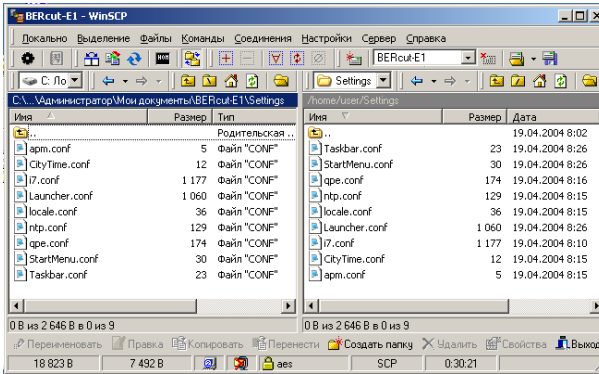 BERcut-E1 - WinSCP
Локально Выделение Файлы Команды Соединения Настройки Сервер Справка
BERcut-E1
C: Ло
Settings
C:\...\Администратор\Мои документы\BERcut-E1\Settings
/home/user/Settings
Имя Размер Тип
Имя Размер Дата
.. Родительская ..
.. 19.04.2004 8:02
apm.conf 5 Файл "CONF"
Taskbar.conf 23 19.04.2004 8:26
CityTime.conf 12 Файл "CONF"
StartMenu.conf 30 19.04.2004 8:26
i7.conf 1 177 Файл "CONF"
qpe.conf 174 19.04.2004 8:16
Launcher.conf 1 060 Файл "CONF"
ntp.conf 129 19.04.2004 8:15
locale.conf 36 Файл "CONF"
locale.conf 36 19.04.2004 8:15
ntp.conf 129 Файл "CONF"
Launcher.conf 1 060 19.04.2004 8:26
qpe.conf 174 Файл "CONF"
i7.conf 1 177 19.04.2004 8:10
StartMenu.conf 30 Файл "CONF"
CityTime.conf 12 19.04.2004 8:15
Taskbar.conf 23 Файл "CONF"
apm.conf 5 19.04.2004 8:15
0 B из 2 646 B в 0 из 9
0 B из 2 646 B в 0 из 9
Переименовать Правка Копировать Перенести Создать папку Удалить Свойства Выход
18 823 B 7 492 B aes SCP 0:30:21